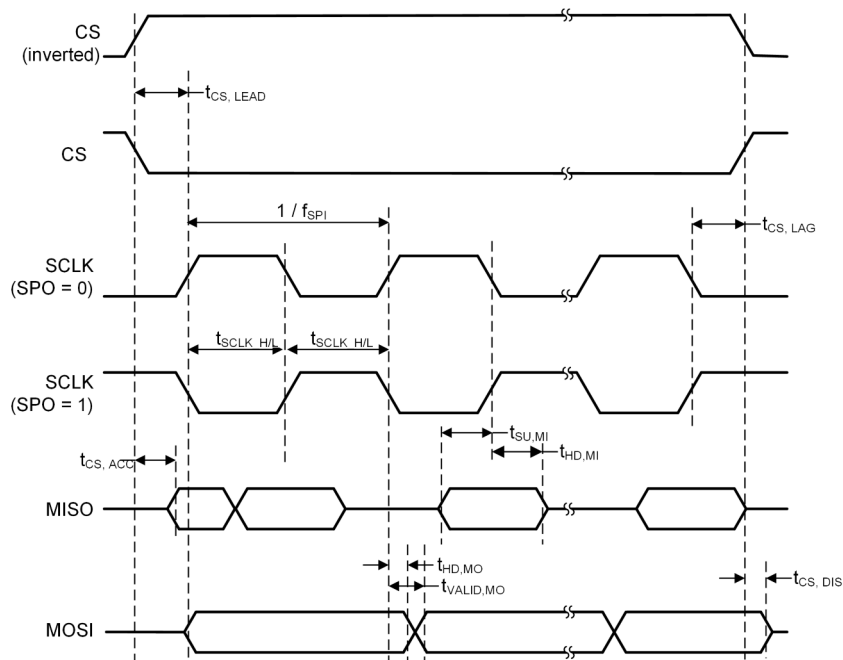 CS
(inverted)
tCS, LEAD
CS
1 / fSPI
tCS, LAG
SCLK
(SPO = 0)
tSCLK_H/L
tSCLK_H/L
SCLK
(SPO = 1)
tSU,MI
tHD,MI
tCS, ACC
MISO
tHD,MO
tVALID,MO
tCS, DIS
MOSI